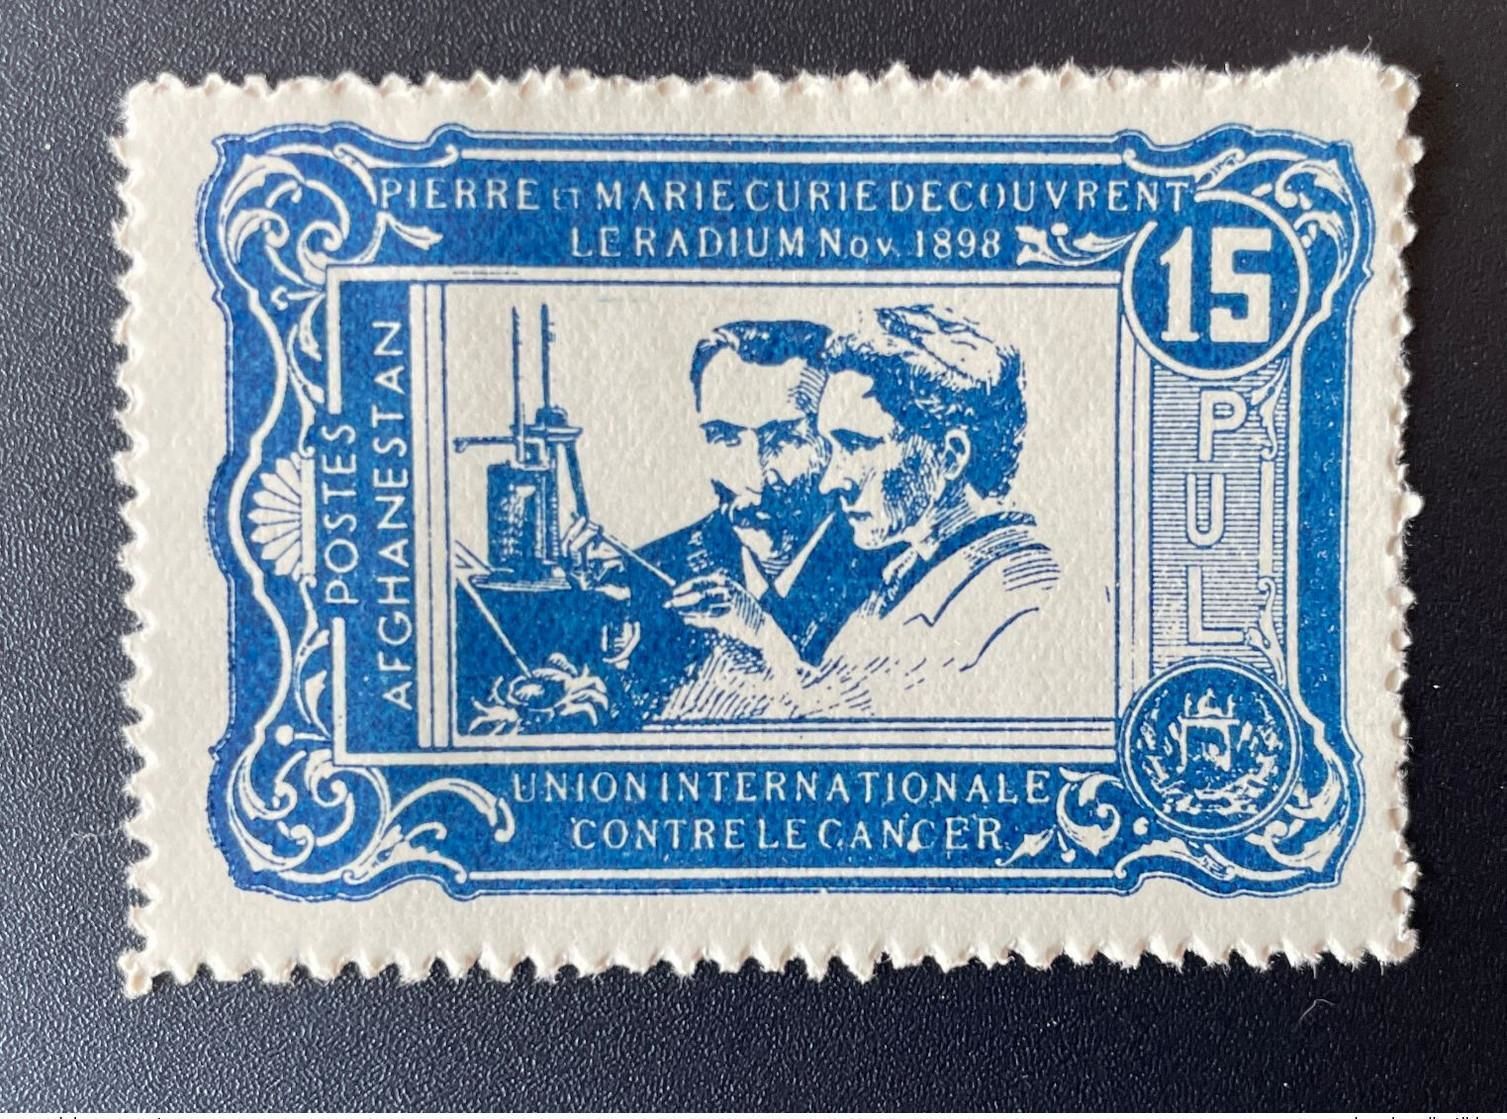 PIERRE ET MARIE CURIE DECOUVRENT
LE RADIUM Nov. 1898
15
PUL
POSTES
AFGHANESTAN
UNION INTERNATIONALE
CONTRE LE CANCER